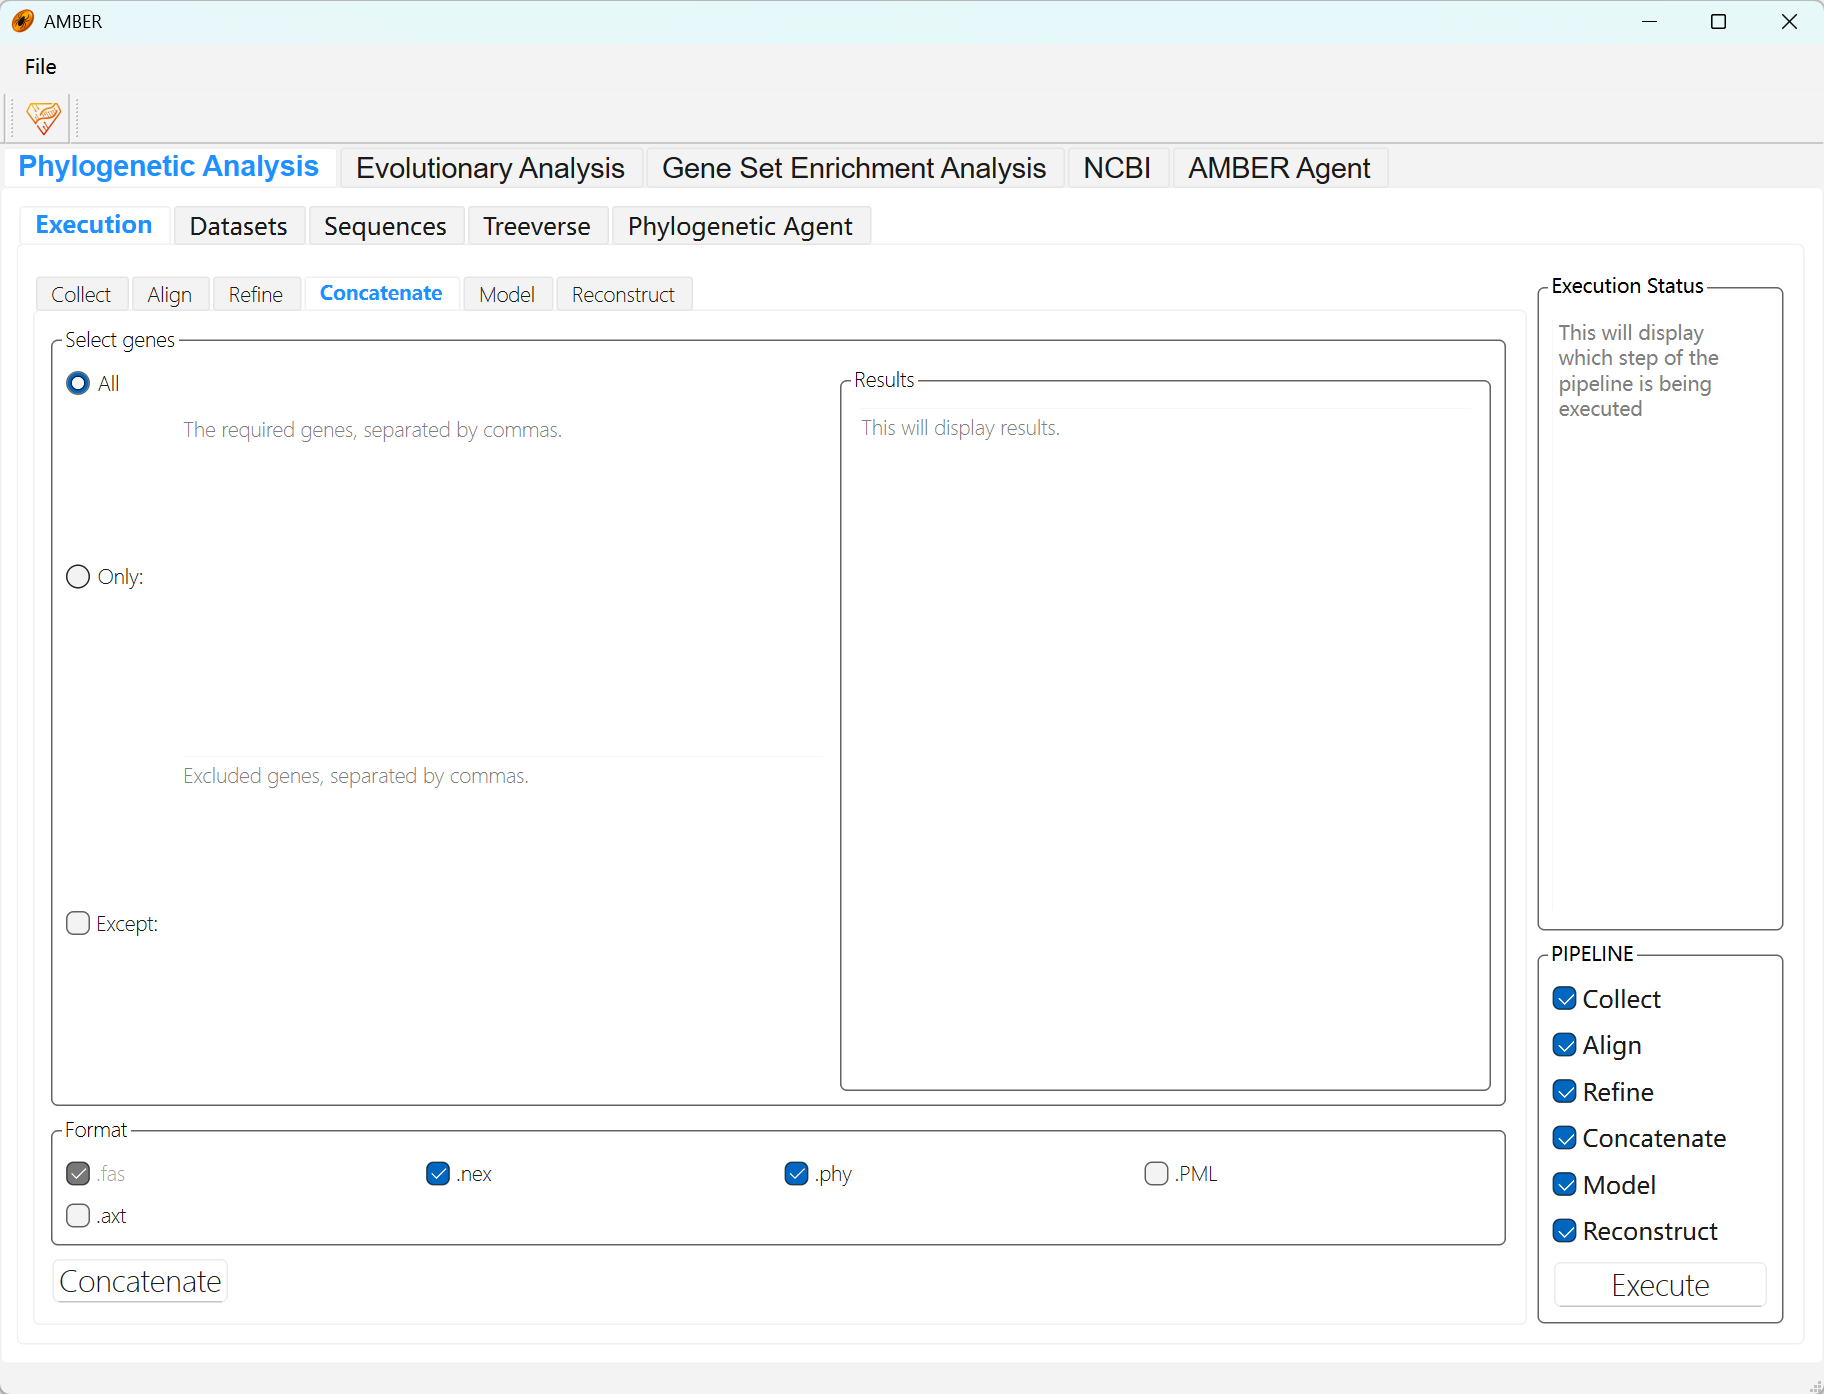 AMBER
File
Phylogenetic Analysis
Evolutionary Analysis
Gene Set Enrichment Analysis
NCBI
AMBER Agent
Execution
Datasets
Sequences
Treeverse
Phylogenetic Agent
Collect
Align
Refine
Concatenate
Model
Reconstruct
Select genes
All
The required genes, separated by commas.
Only:
Excluded genes, separated by commas.
Except:
Results
This will display results.
Format
.fas
.nex
.phy
.PML
.axt
Concatenate
Execution Status
This will display
which step of the
pipeline is being
executed
PIPELINE
Collect
Align
Refine
Concatenate
Model
Reconstruct
Execute